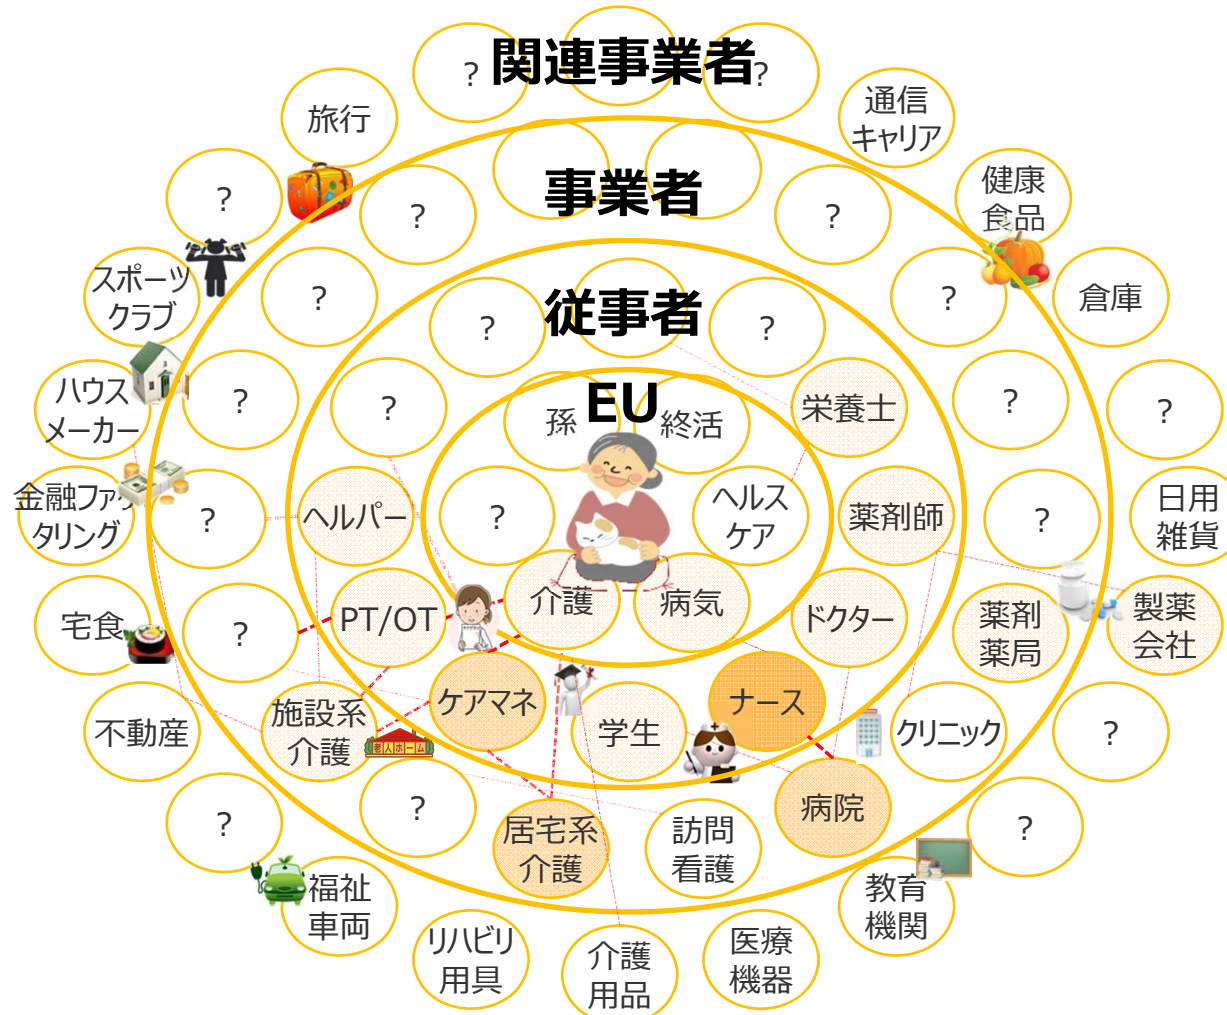 関連事業者
?
?
旅行
通信
キャリア
?
健康
食品
事業者
?
?
スポーツ
クラブ
?
?
倉庫
従事者
?
?
ハウス
メーカー
?
?
EU
孫
終活
栄養士
?
?
金融ファク
タリング
?
ヘルパー
?
ヘルス
ケア
薬剤師
?
日用
雑貨
宅食
?
PT/OT
介護
病気
ドクター
薬剤
薬局
製薬
会社
不動産
施設系
介護
老人ホーム
ケアマネ
学生
ナース
クリニック
?
?
?
居宅系
介護
訪問
看護
病院
?
福祉
車両
教育
機関
リハビリ
用具
介護
用品
医療
機器